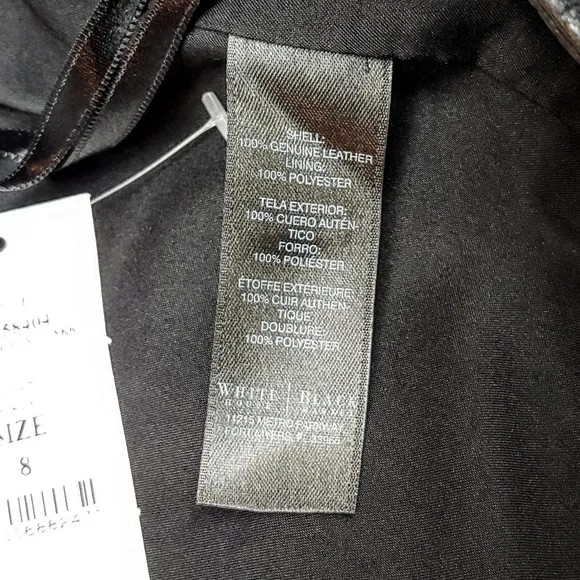 SHELL:
100% GENUINE LEATHER
LINING:
100% POLYESTER
TELA EXTERIOR:
100% CUERO AUTÉN-
TICO
FORRO:
100% POLIÉSTER
ÉTOFFE EXTÉRIEURE:
100% CUIR AUTHEN-
TIQUE
DOUBLURE:
100% POLYESTER
WHITE | BLACK
HOUSE MARKET
11215 METRO PARKWAY
FORT MYERS, FL 33966
SIZE
8